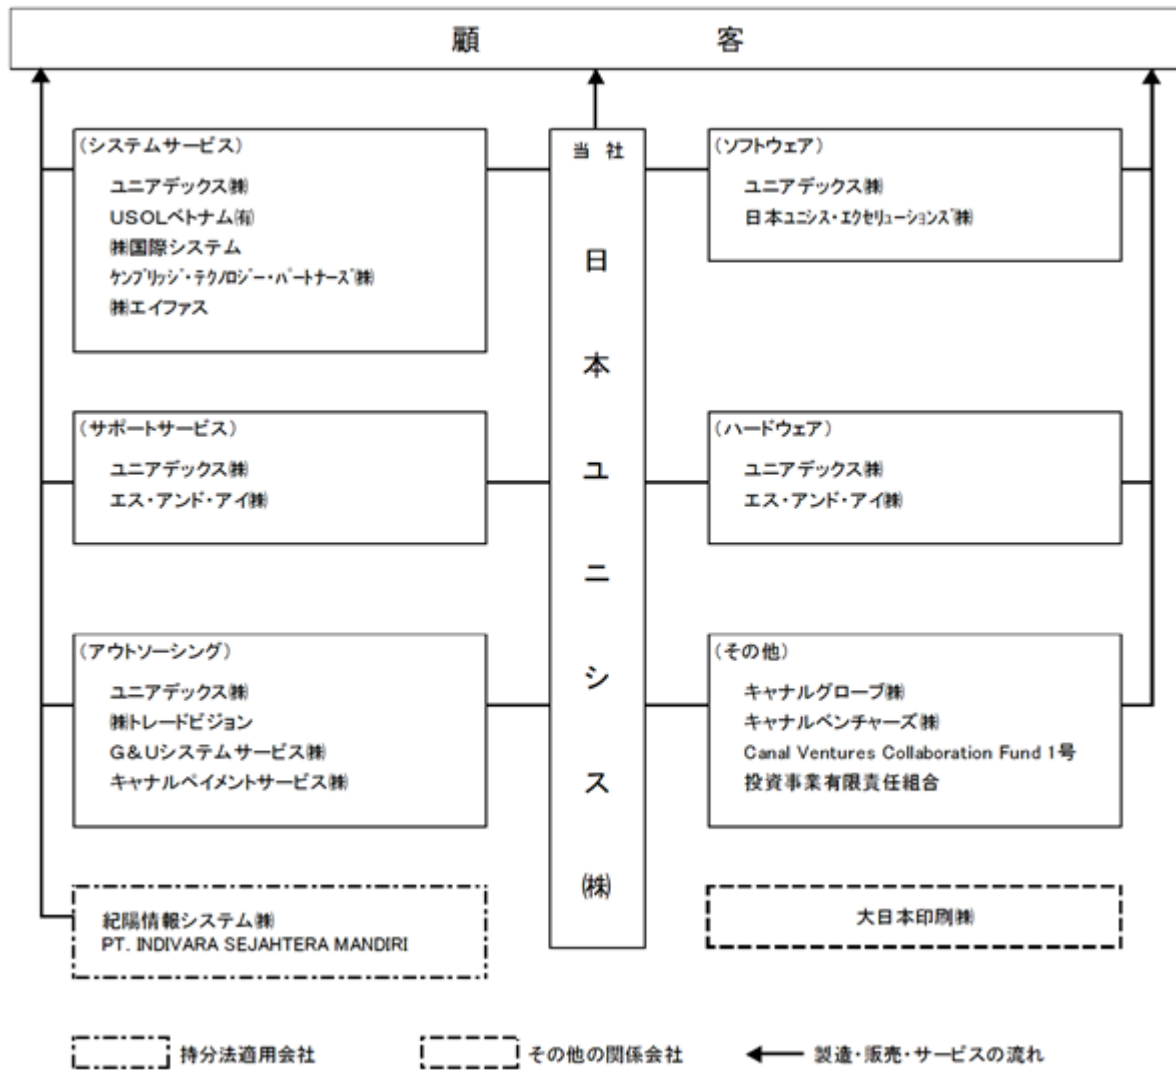 顧 客
(システムサービス)
ユニアデックス㈱
USOLベトナム㈲
㈱国際システム
ｹﾝﾌﾞﾘｯｼﾞ･ﾃｸﾉﾛｼﾞｰ･ﾊﾟｰﾄﾅｰｽﾞ㈱
㈱エイファス
(サポートサービス)
ユニアデックス㈱
エス・アンド・アイ㈱
(アウトソーシング)
ユニアデックス㈱
㈱トレードビジョン
G&Uシステムサービス㈱
キャナルペイメントサービス㈱
紀陽情報システム㈱
PT. INDIVARA SEJAHTERA MANDIRI
当 社
日本ユニシス㈱
(ソフトウェア)
ユニアデックス㈱
日本ﾕﾆｼｽ・ｴｸｾﾘｭｰｼｮﾝｽﾞ㈱
(ハードウェア)
ユニアデックス㈱
エス・アンド・アイ㈱
(その他)
キャナルグローブ㈱
キャナルベンチャーズ㈱
Canal Ventures Collaboration Fund 1号
投資事業有限責任組合
大日本印刷㈱
持分法適用会社
その他の関係会社
製造・販売・サービスの流れ